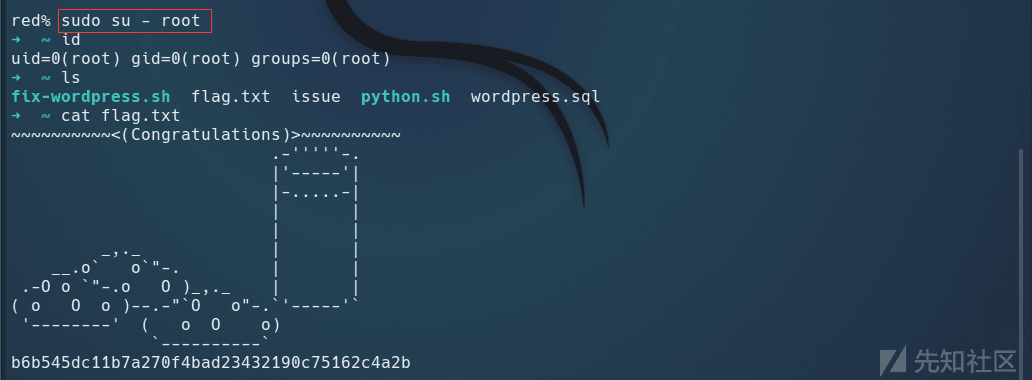 red% sudo su - root
→ ~ id
uid=0(root) gid=0(root) groups=0(root)
→ ~ ls
fix-wordpress.sh flag.txt issue python.sh wordpress.sql
→ ~ cat flag.txt
~~~~~~~~~~<(Congratulations)>~~~~~~~~~~
                          .-'''''-.
                          |'-----'|
                          |-.....-|
                          |       |
                          |       |
         _,._             |       |
    __.o`   o`"-.         |       |
 .-O o `"-.o   O )_,._    |       |
( o   O  o )--.-"`O   o"-.`'-----'`
 '--------'  (   o  O    o)
              `----------`
b6b545dc11b7a270f4bad23432190c75162c4a2b
先知社区